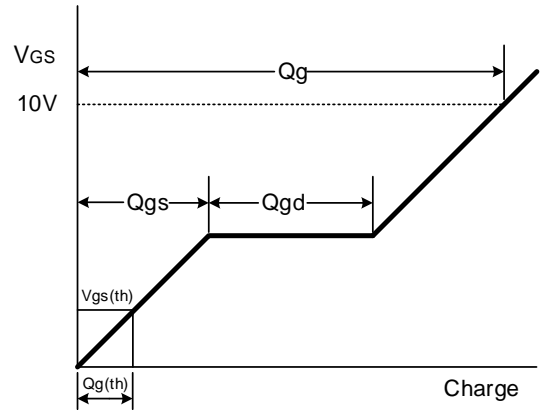 VGS
Qg
10V
Qgs
Qgd
Vgs(th)
Qg(th)
Charge